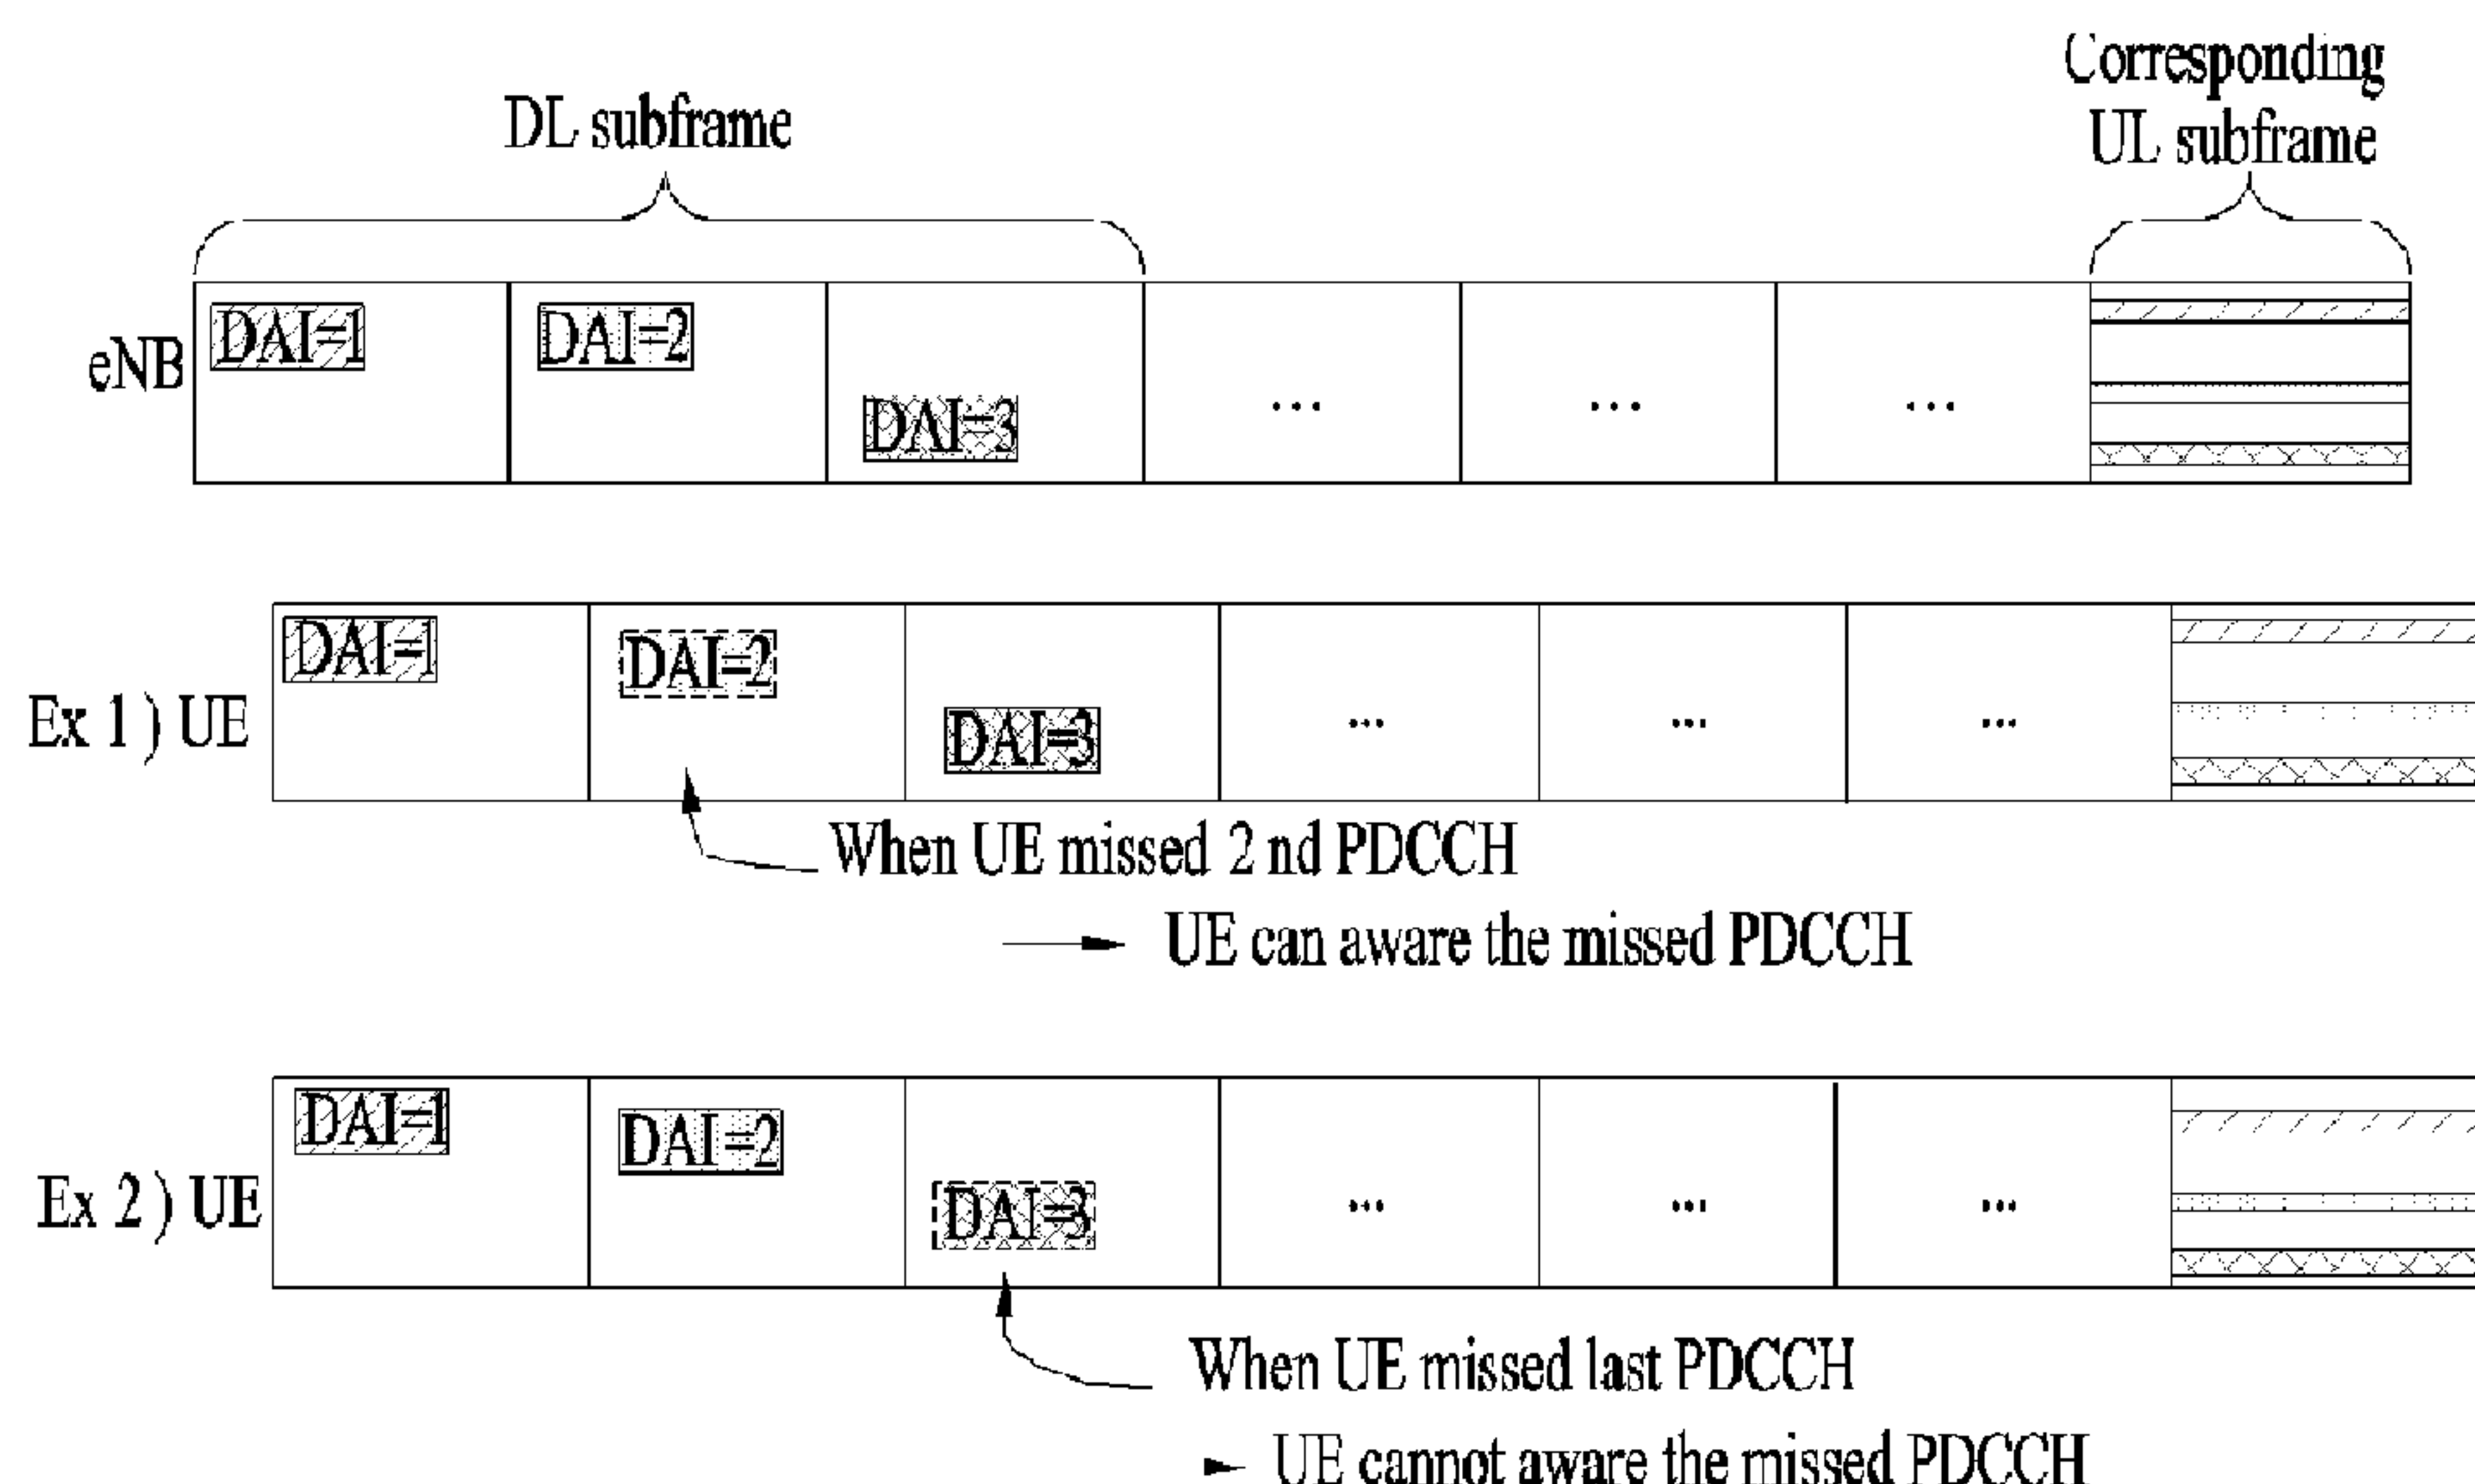 Corresponding
DL subframe
UL subframe
eNB
DAI=1
DAI=2
DAI=3
...
...
...
Ex 1 ) UE
DAI=1
DAI=2
DAI=3
...
...
...
When UE missed 2 nd PDCCH
UE can aware the missed PDCCH
Ex 2 ) UE
DAI=1
DAI=2
DAI=3
...
...
...
When UE missed last PDCCH
UE cannot aware the missed PDCCH